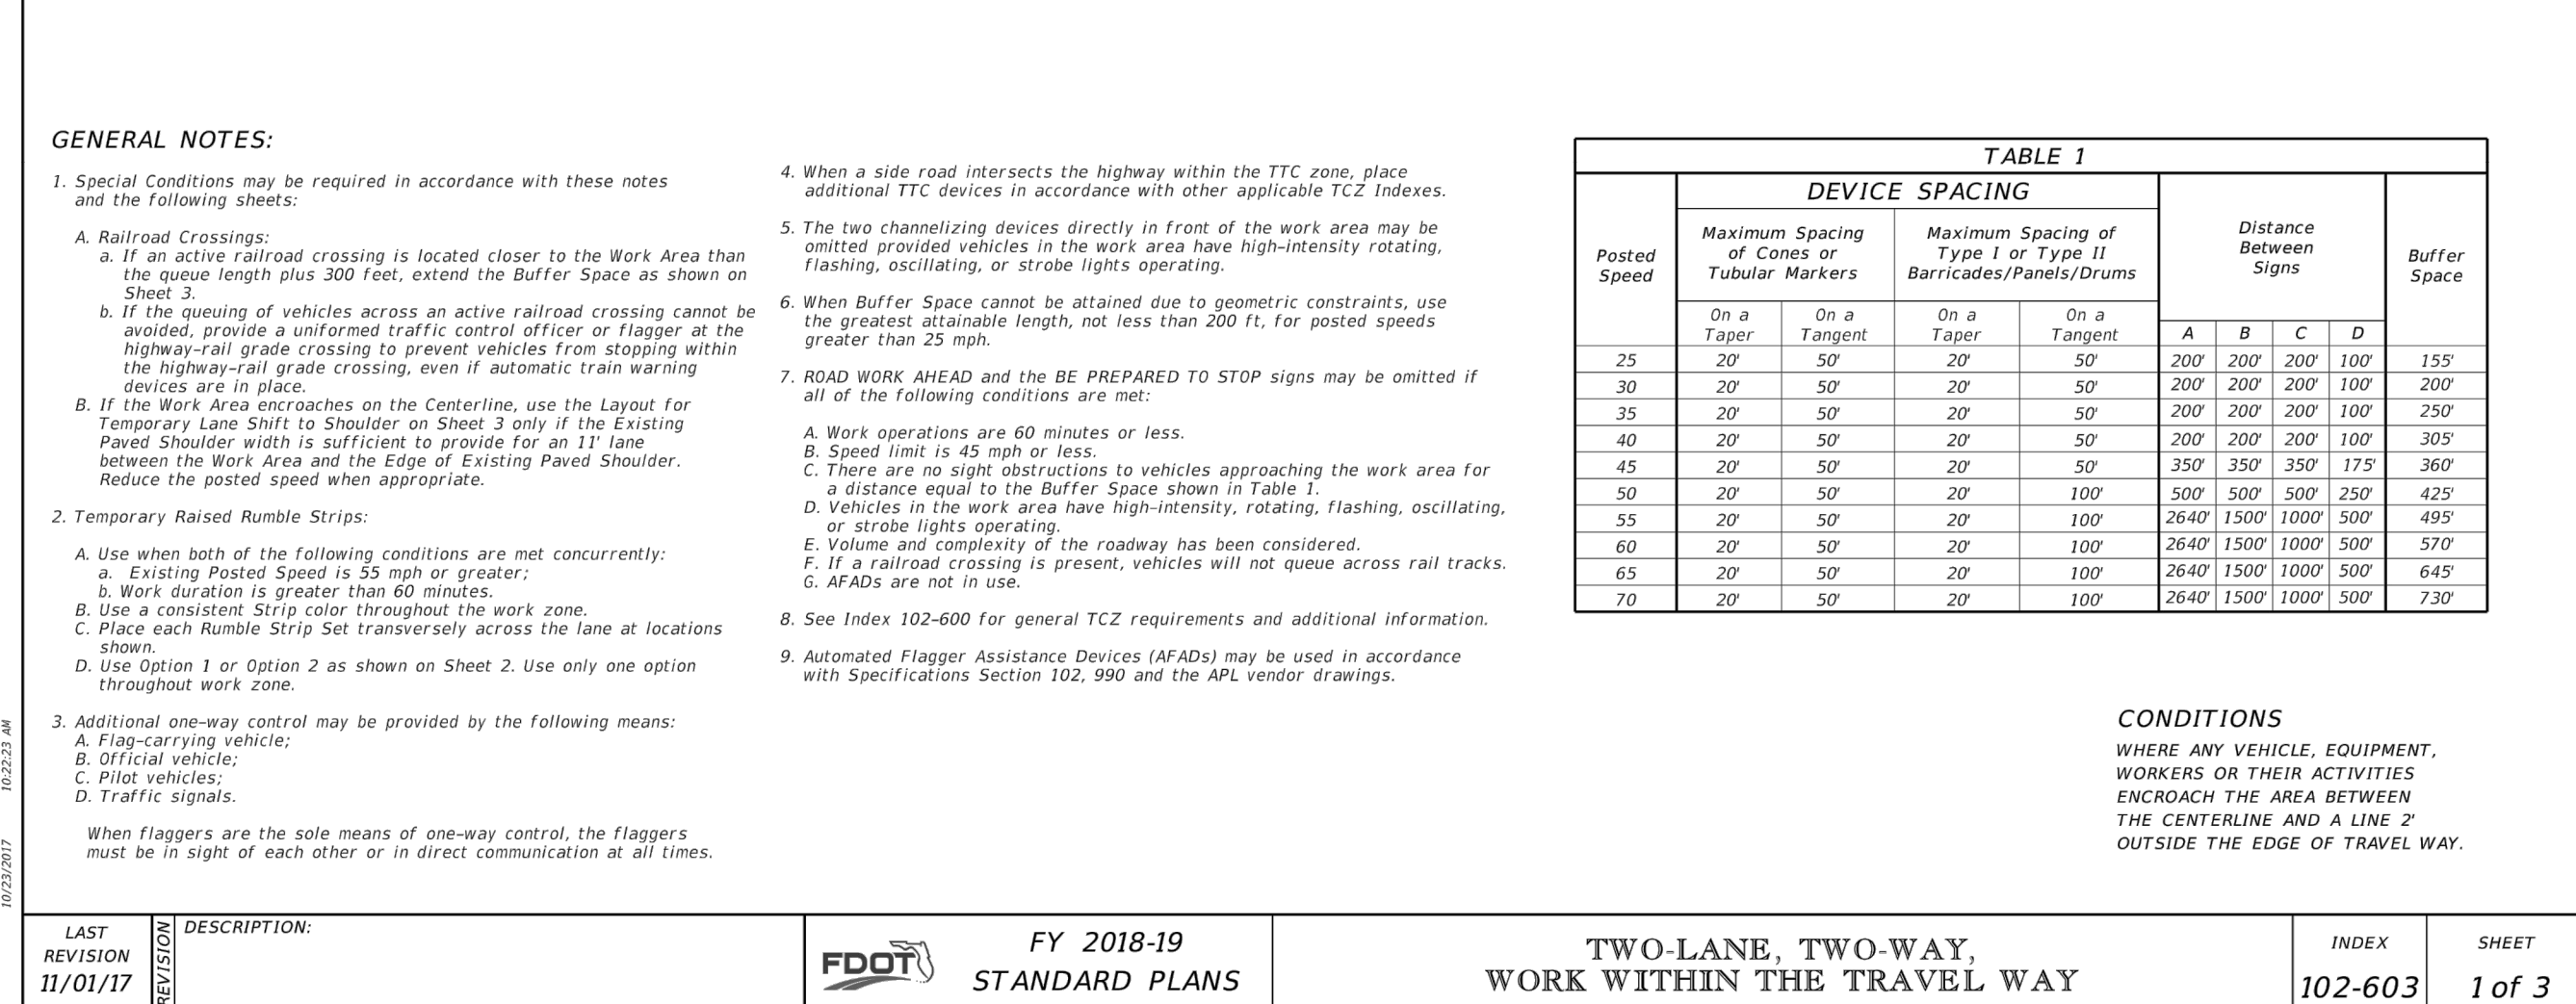 GENERAL NOTES:
1. Special Conditions may be required in accordance with these notes
and the following sheets:
A. Railroad Crossings:
a. If an active railroad crossing is located closer to the Work Area than
the queue length plus 300 feet, extend the Buffer Space as shown on
Sheet 3.
b. If the queuing of vehicles across an active railroad crossing cannot be
avoided, provide a uniformed traffic control officer or flagger at the
highway-rail grade crossing to prevent vehicles from stopping within
the highway-rail grade crossing, even if automatic train warning
devices are in place.
B. If the Work Area encroaches on the Centerline, use the Layout for
Temporary Lane Shift to Shoulder on Sheet 3 only if the Existing
Paved Shoulder width is sufficient to provide for an 11' lane
between the Work Area and the Edge of Existing Paved Shoulder.
Reduce the posted speed when appropriate.
2. Temporary Raised Rumble Strips:
A. Use when both of the following conditions are met concurrently:
a. Existing Posted Speed is 55 mph or greater;
b. Work duration is greater than 60 minutes.
B. Use a consistent Strip color throughout the work zone.
C. Place each Rumble Strip Set transversely across the lane at locations
shown.
D. Use Option 1 or Option 2 as shown on Sheet 2. Use only one option
throughout work zone.
3. Additional one-way control may be provided by the following means:
A. Flag-carrying vehicle;
B. Official vehicle;
C. Pilot vehicles;
D. Traffic signals.
When flaggers are the sole means of one-way control, the flaggers
must be in sight of each other or in direct communication at all times.
4. When a side road intersects the highway within the TTC zone, place
additional TTC devices in accordance with other applicable TCZ Indexes.
5. The two channelizing devices directly in front of the work area may be
omitted provided vehicles in the work area have high-intensity rotating,
flashing, oscillating, or strobe lights operating.
6. When Buffer Space cannot be attained due to geometric constraints, use
the greatest attainable length, not less than 200 ft, for posted speeds
greater than 25 mph.
7. ROAD WORK AHEAD and the BE PREPARED TO STOP signs may be omitted if
all of the following conditions are met:
A. Work operations are 60 minutes or less.
B. Speed limit is 45 mph or less.
C. There are no sight obstructions to vehicles approaching the work area for
a distance equal to the Buffer Space shown in Table 1.
D. Vehicles in the work area have high-intensity, rotating, flashing, oscillating,
or strobe lights operating.
E. Volume and complexity of the roadway has been considered.
F. If a railroad crossing is present, vehicles will not queue across rail tracks.
G. AFADs are not in use.
8. See Index 102-600 for general TCZ requirements and additional information.
9. Automated Flagger Assistance Devices (AFADs) may be used in accordance
with Specifications Section 102, 990 and the APL vendor drawings.
TABLE 1
DEVICE SPACING
Posted
Speed
Maximum Spacing
of Cones or
Tubular Markers
Maximum Spacing of
Type I or Type II
Barricades/Panels/Drums
Distance
Between
Signs
Buffer
Space
On a
Taper
On a
Tangent
On a
Taper
On a
Tangent
A B C D
25 20' 50' 20' 50' 200' 200' 200' 100' 155'
30 20' 50' 20' 50' 200' 200' 200' 100' 200'
35 20' 50' 20' 50' 200' 200' 200' 100' 250'
40 20' 50' 20' 50' 200' 200' 200' 100' 305'
45 20' 50' 20' 50' 350' 350' 350' 175' 360'
50 20' 50' 20' 100' 500' 500' 500' 250' 425'
55 20' 50' 20' 100' 2640' 1500' 1000' 500' 495'
60 20' 50' 20' 100' 2640' 1500' 1000' 500' 570'
65 20' 50' 20' 100' 2640' 1500' 1000' 500' 645'
70 20' 50' 20' 100' 2640' 1500' 1000' 500' 730'
CONDITIONS
WHERE ANY VEHICLE, EQUIPMENT,
WORKERS OR THEIR ACTIVITIES
ENCROACH THE AREA BETWEEN
THE CENTERLINE AND A LINE 2'
OUTSIDE THE EDGE OF TRAVEL WAY.
10/23/2017 10:22:23 AM
LAST
REVISION
11/01/17
REVISION
DESCRIPTION:
FDOT
FY 2018-19
STANDARD PLANS
TWO-LANE, TWO-WAY,
WORK WITHIN THE TRAVEL WAY
INDEX
102-603
SHEET
1 of 3